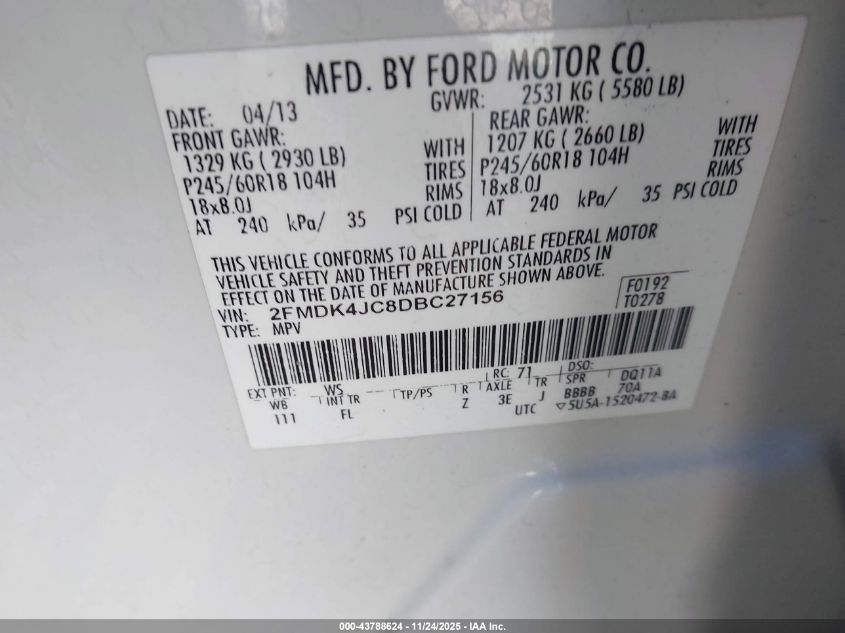 MFD. BY FORD MOTOR CO.
DATE: 04/13
GVWR: 2531 KG ( 5580 LB)
FRONT GAWR:
1329 KG ( 2930 LB)
P245/60R18 104H
18x8.0J
WITH
TIRES
RIMS
AT 240 kPa/ 35 PSI COLD
REAR GAWR:
1207 KG ( 2660 LB)
P245/60R18 104H
18x8.0J
WITH
TIRES
RIMS
AT 240 kPa/ 35 PSI COLD
THIS VEHICLE CONFORMS TO ALL APPLICABLE FEDERAL MOTOR
VEHICLE SAFETY AND THEFT PREVENTION STANDARDS IN
EFFECT ON THE DATE OF MANUFACTURE SHOWN ABOVE.
VIN: 2FMDK4JC8DBC27156
TYPE: MPV
F0192
T0278
EXT PNT: WS RC: 71 DSO:
WB INT TR TP/PS R AXLE TR SPR DQ11A
111 FL Z 3E J BBBB 70A
UTC ▽5U5A-1520472-BA
000-43788624 - 11/24/2025 - IAA Inc.